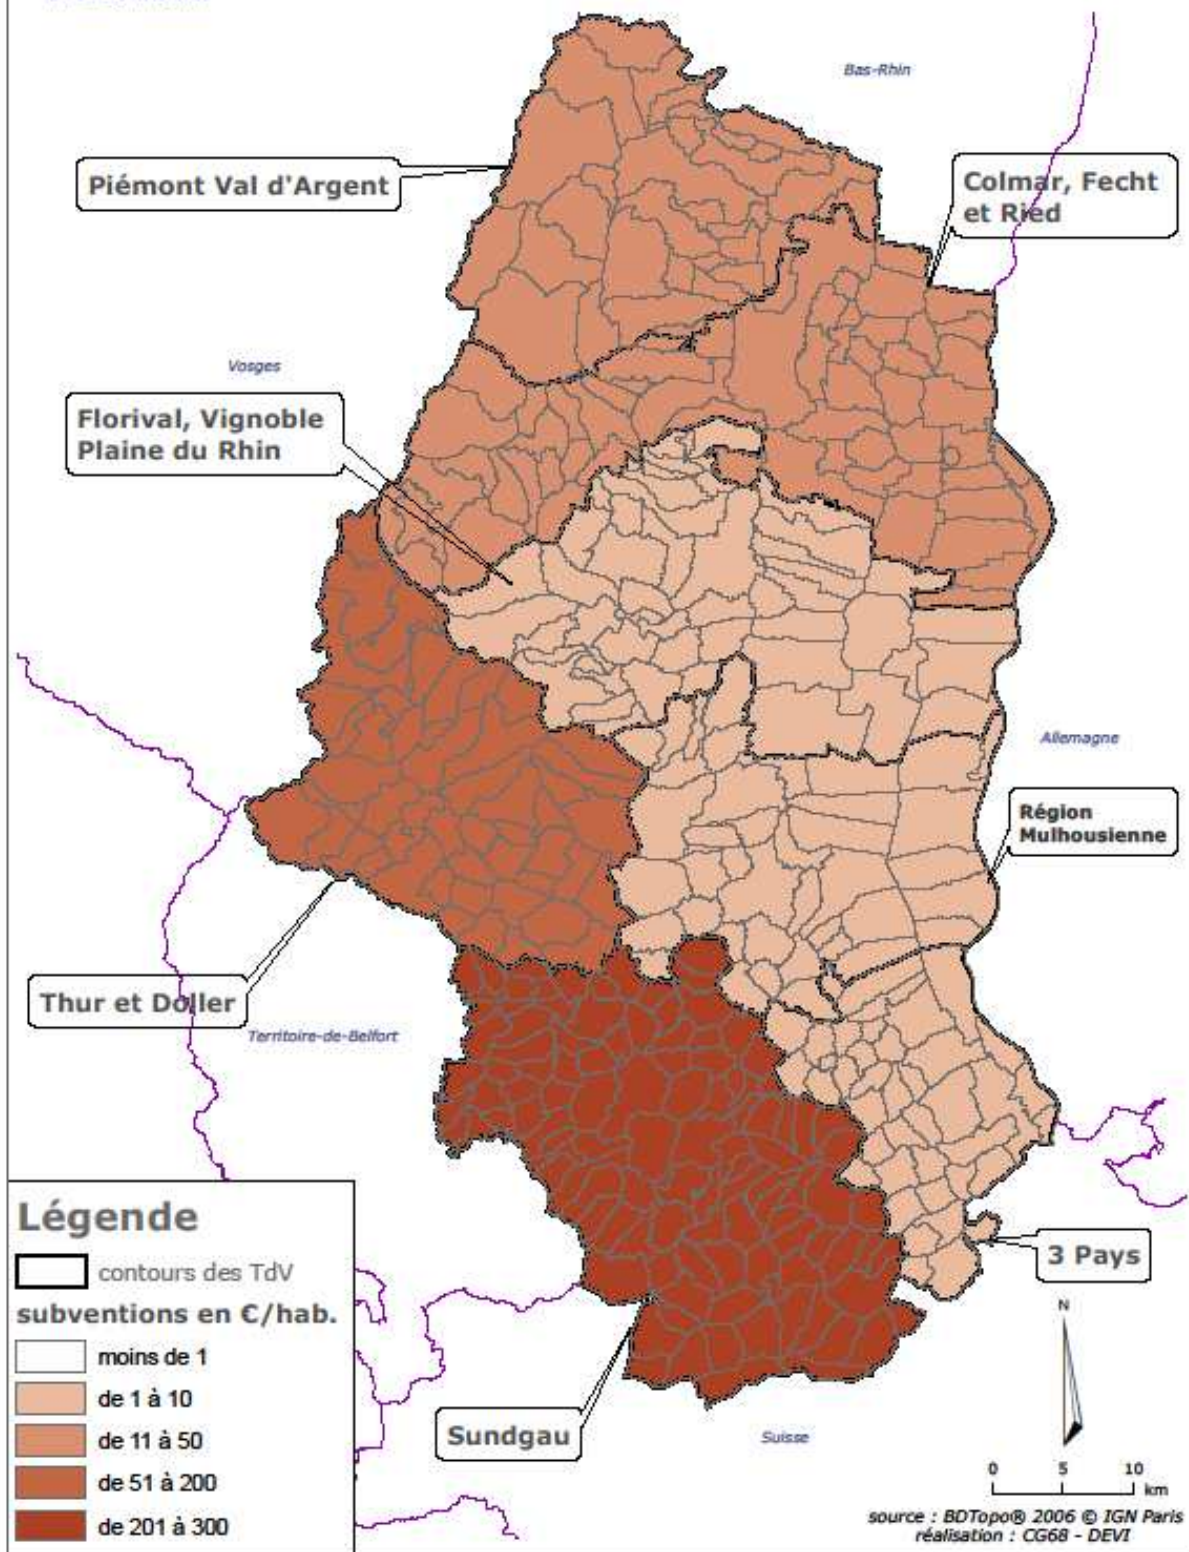 Bas-Rhin
Piémont Val d'Argent
Colmar, Fecht
et Ried
Vosges
Florival, Vignoble
Plaine du Rhin
Allemagne
Région
Mulhousienne
Thur et Doller
Territoire-de-Belfort
Légende
contours des TdV
subventions en €/hab.
moins de 1
de 1 à 10
de 11 à 50
de 51 à 200
de 201 à 300
3 Pays
Sundgau
Suisse
N
0 5 10
km
source : BDTopo® 2006 © IGN Paris
réalisation : CG68 - DEVI